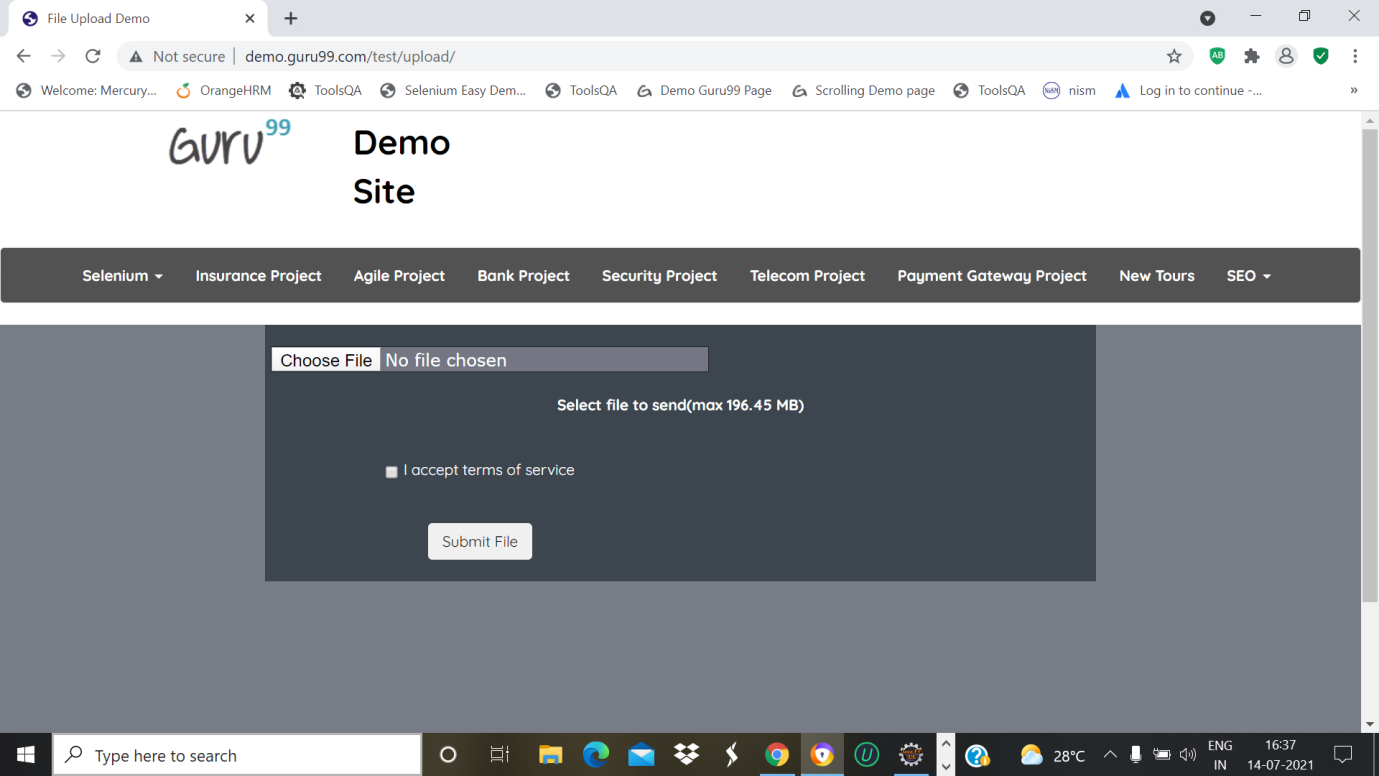 File Upload Demo
Not secure
demo.guru99.com/test/upload/
AB
Welcome: Mercury...
OrangeHRM
ToolsQA
Selenium Easy Dem...
ToolsQA
Demo Guru99 Page
Scrolling Demo page
ToolsQA
nism
Log in to continue -...
»
GURU99
Demo
Site
Selenium
Insurance Project
Agile Project
Bank Project
Security Project
Telecom Project
Payment Gateway Project
New Tours
SEO
Choose File No file chosen
Select file to send(max 196.45 MB)
I accept terms of service
Submit File
Type here to search
28°C
ENG
IN
16:37
14-07-2021